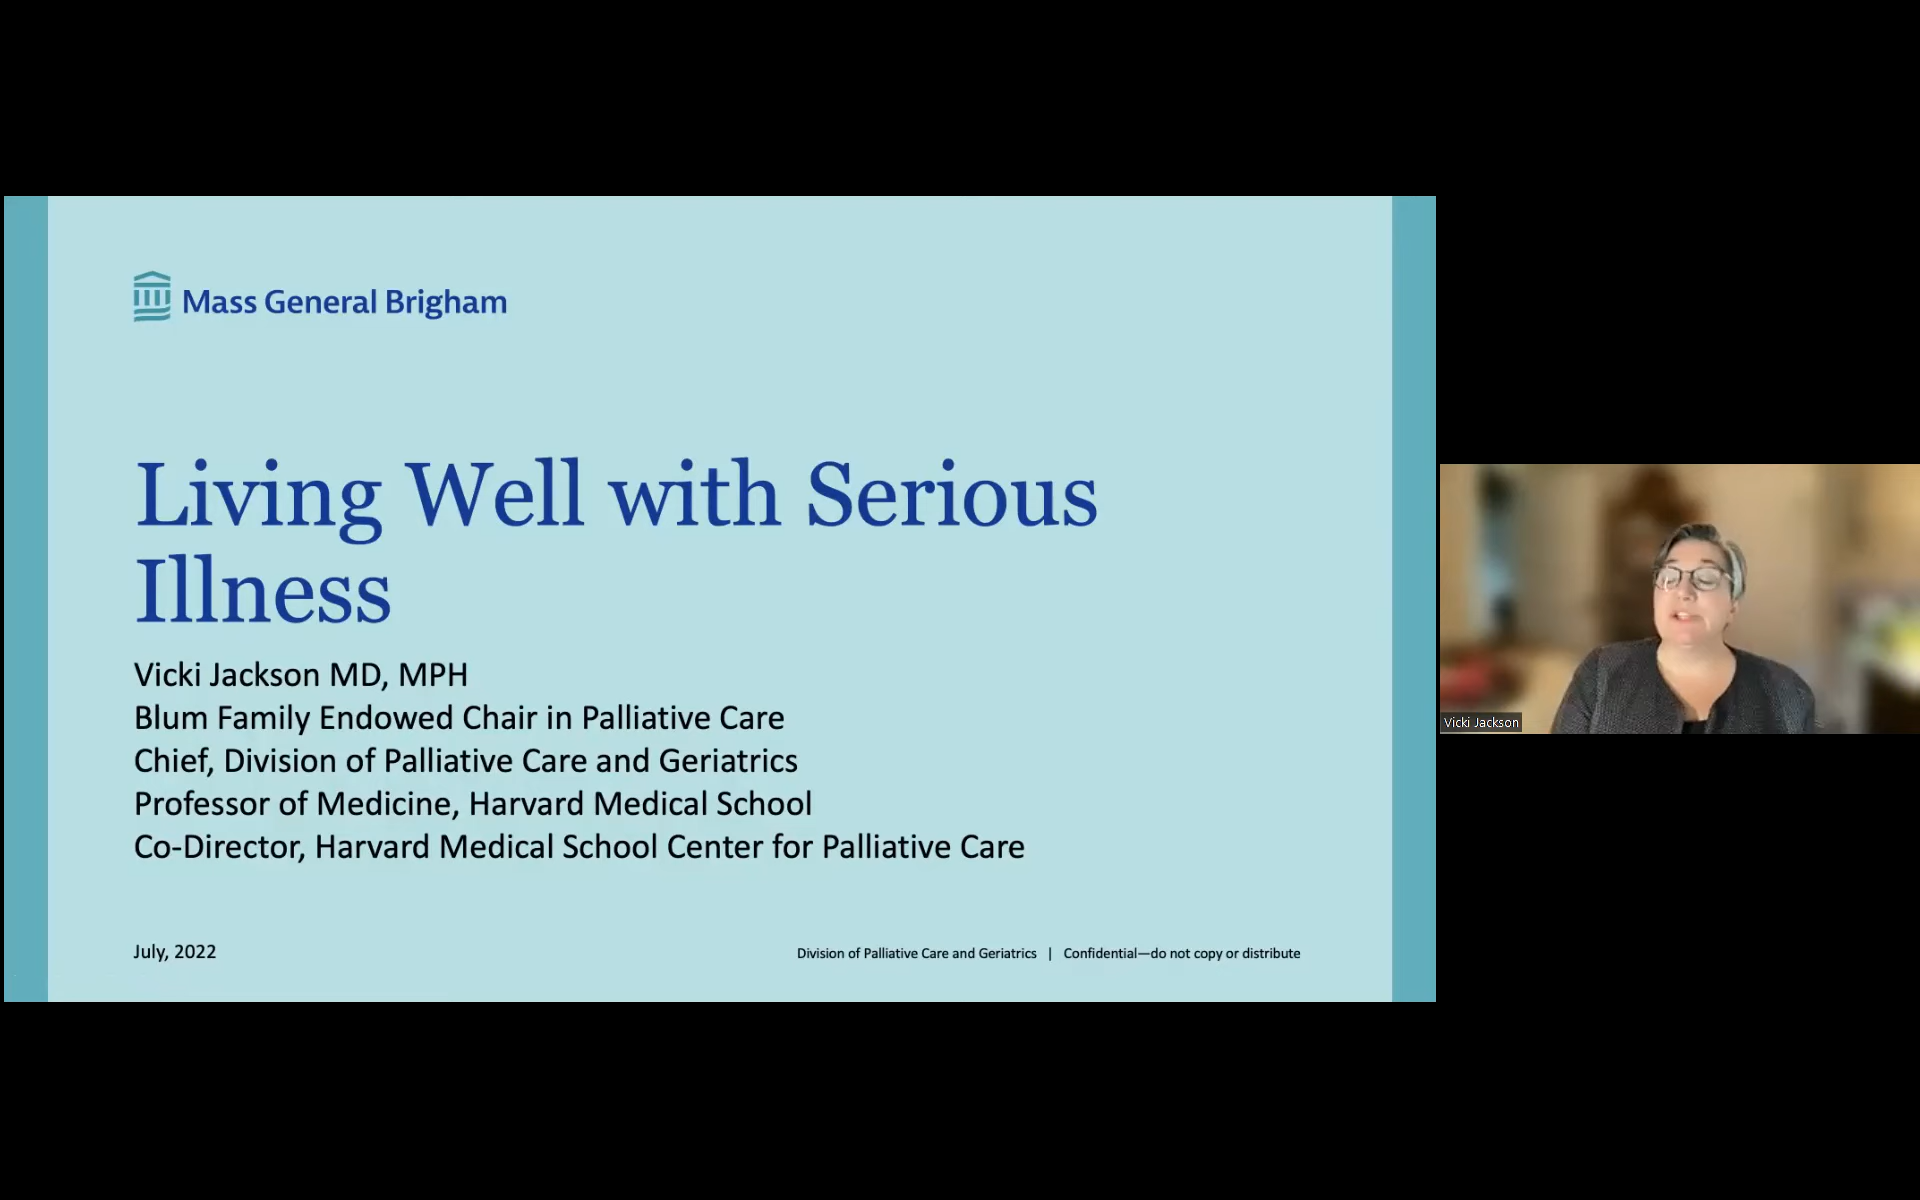 Mass General Brigham
Living Well with Serious
Illness
Vicki Jackson MD, MPH
Blum Family Endowed Chair in Palliative Care
Chief, Division of Palliative Care and Geriatrics
Professor of Medicine, Harvard Medical School
Co-Director, Harvard Medical School Center for Palliative Care
July, 2022
Division of Palliative Care and Geriatrics | Confidential—do not copy or distribute
Vicki Jackson